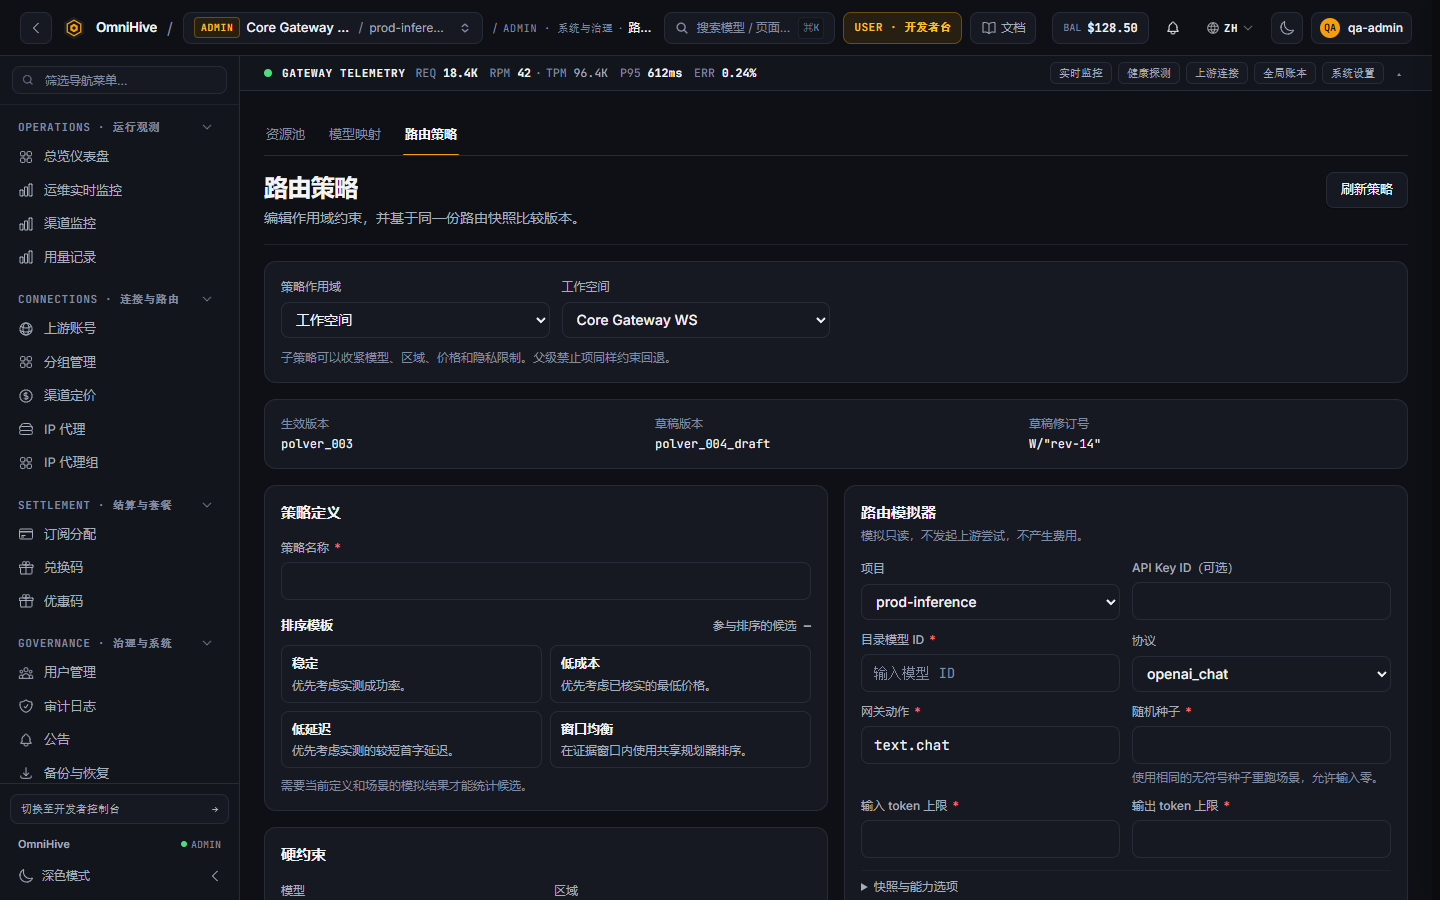 OmniHive / ADMIN Core Gateway ... / prod-infere... / ADMIN · 系统与治理 · 路... 搜索模型 / 页面... ⌘K USER · 开发者台 文档 BAL $128.50 ZH QA qa-admin
筛选导航菜单...
GATEWAY TELEMETRY REQ 18.4K RPM 42 · TPM 96.4K P95 612ms ERR 0.24% 实时监控 健康探测 上游连接 全局账本 系统设置
OPERATIONS · 运行观测
总览仪表盘
运维实时监控
渠道监控
用量记录
CONNECTIONS · 连接与路由
上游账号
分组管理
渠道定价
IP 代理
IP 代理组
SETTLEMENT · 结算与套餐
订阅分配
兑换码
优惠码
GOVERNANCE · 治理与系统
用户管理
审计日志
公告
备份与恢复
切换至开发者控制台 →
OmniHive ADMIN
深色模式
资源池 模型映射 路由策略
路由策略
编辑作用域约束，并基于同一份路由快照比较版本。
刷新策略
策略作用域 工作空间
工作空间 Core Gateway WS
子策略可以收紧模型、区域、价格和隐私限制。父级禁止项同样约束回退。
生效版本 草稿版本 草稿修订号
polver_003 polver_004_draft W/"rev-14"
策略定义
策略名称 *
排序模板 参与排序的候选 —
稳定
优先考虑实测成功率。
低成本
优先考虑已核实的最低价格。
低延迟
优先考虑实测的较短首字延迟。
窗口均衡
在证据窗口内使用共享规划器排序。
需要当前定义和场景的模拟结果才能统计候选。
硬约束
模型 区域
路由模拟器
模拟只读，不发起上游尝试，不产生费用。
项目 API Key ID（可选）
prod-inference
目录模型 ID * 协议
输入模型 ID openai_chat
网关动作 * 随机种子 *
text.chat
使用相同的无符号种子重跑场景，允许输入零。
输入 token 上限 * 输出 token 上限 *
快照与能力选项